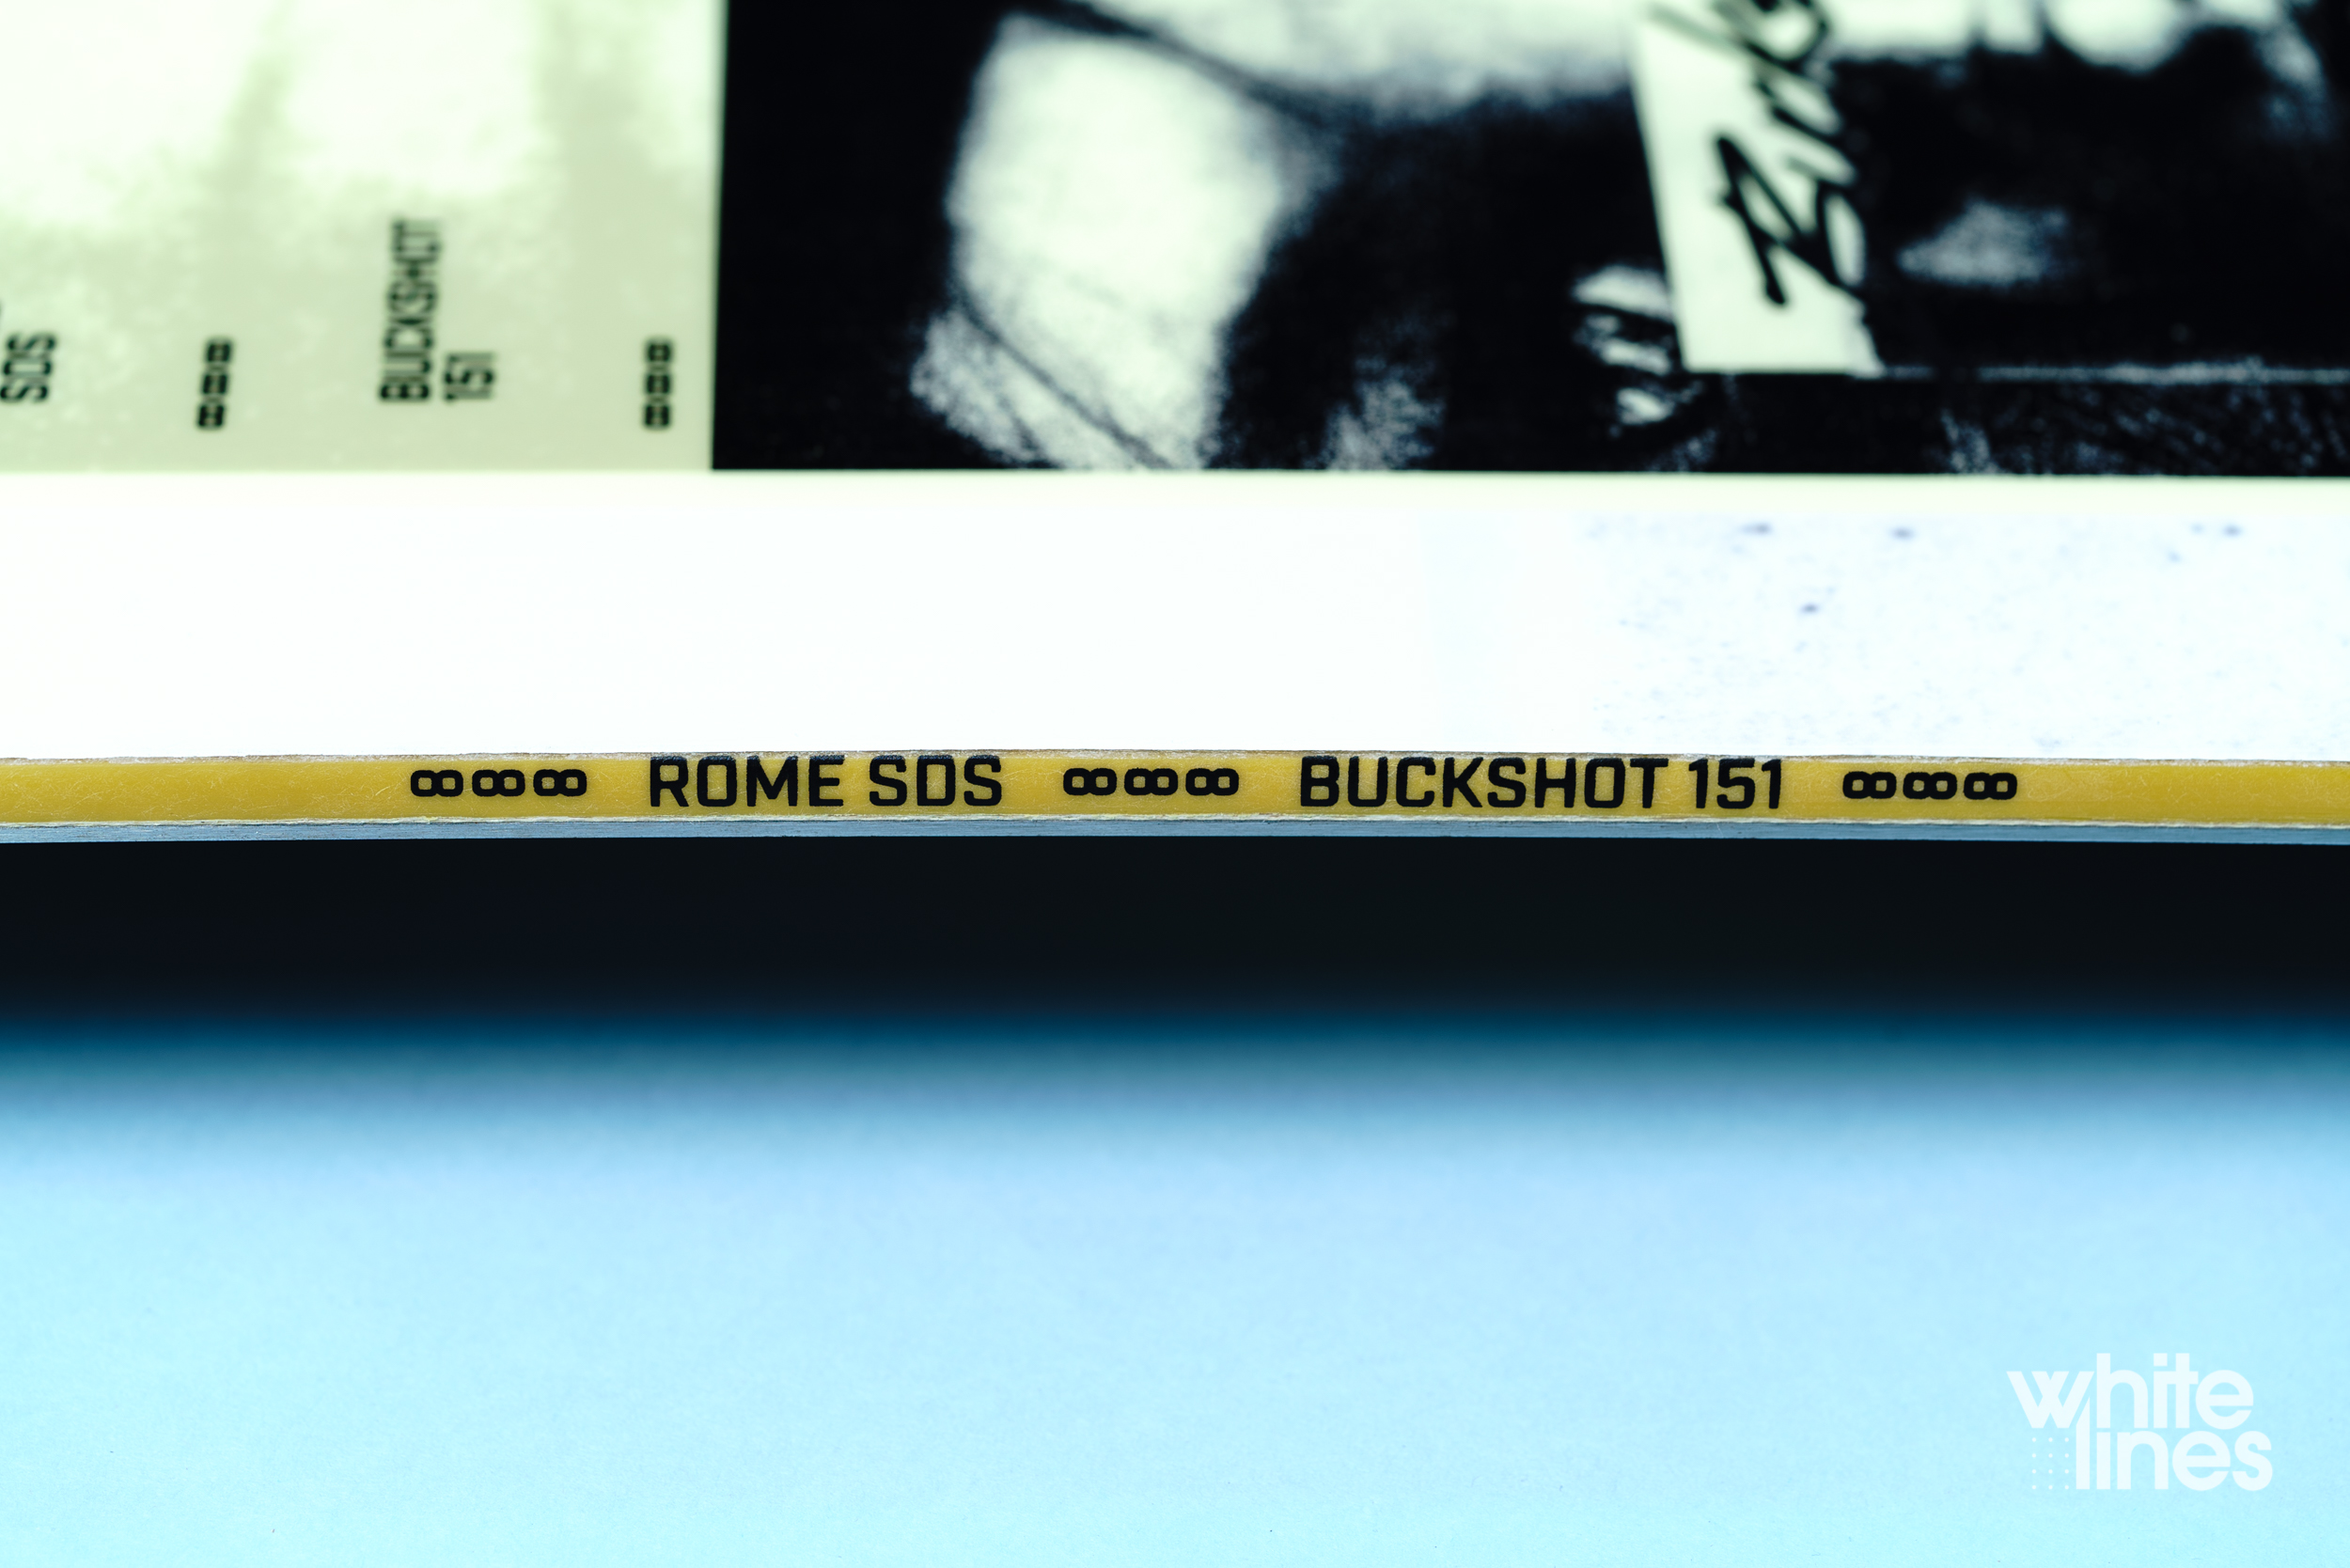 SDS
BUCKSHOT
151
ROME SDS BUCKSHOT 151
white
lines